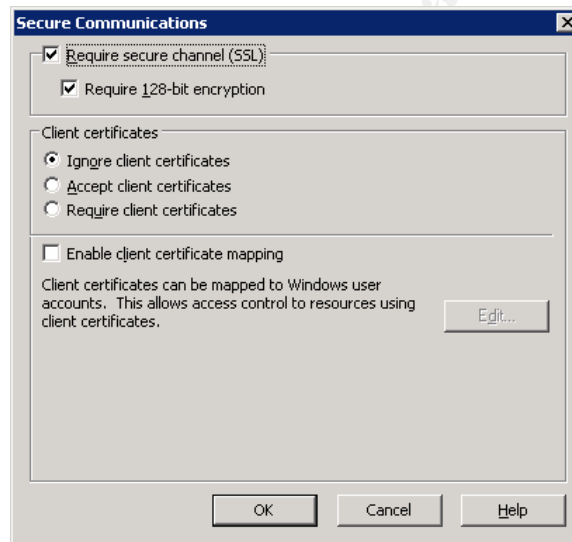 Secure Communications
Require secure channel (SSL)
Require 128-bit encryption
Client certificates
Ignore client certificates
Accept client certificates
Require client certificates
Enable client certificate mapping
Client certificates can be mapped to Windows user
accounts. This allows access control to resources using
client certificates.
Edit...
OK
Cancel
Help